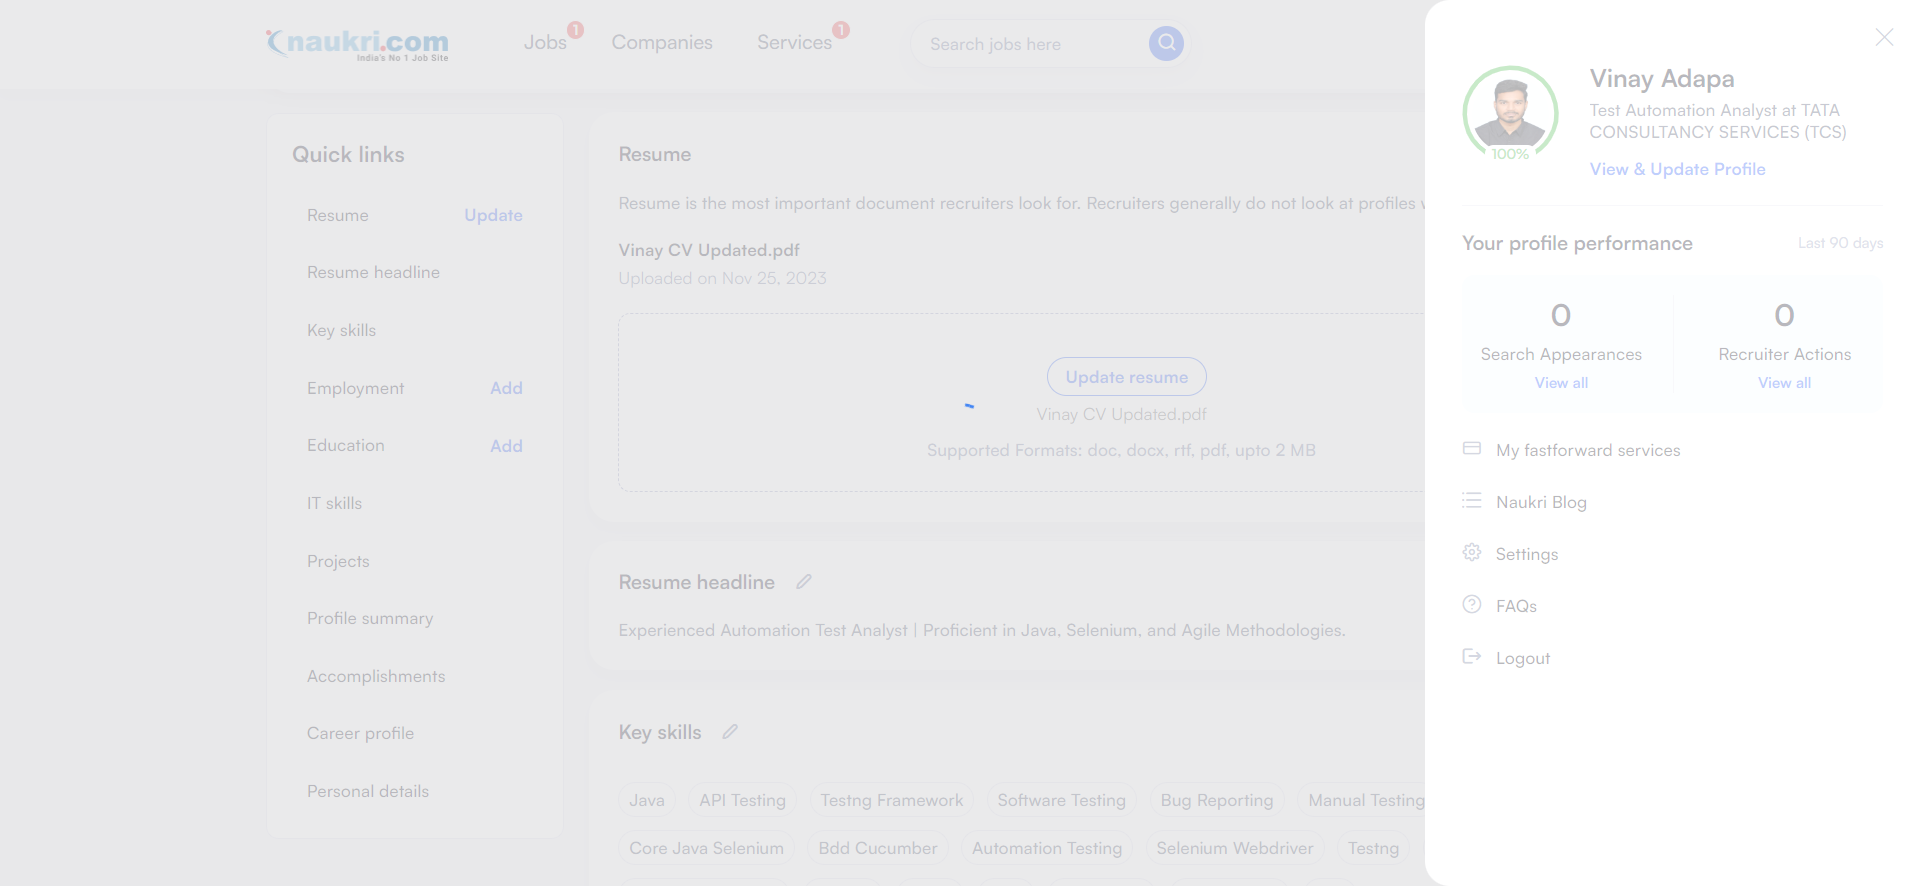 naukri.com
India's No 1 Job Site
Jobs 1
Companies
Services 1
Search jobs here
Quick links
Resume Update
Resume headline
Key skills
Employment Add
Education Add
IT skills
Projects
Profile summary
Accomplishments
Career profile
Personal details
Resume
Resume is the most important document recruiters look for. Recruiters generally do not look at profiles
Vinay CV Updated.pdf
Uploaded on Nov 25, 2023
Update resume
Vinay CV Updated.pdf
Supported Formats: doc, docx, rtf, pdf, upto 2 MB
Resume headline
Experienced Automation Test Analyst | Proficient in Java, Selenium, and Agile Methodologies.
Key skills
Java API Testing Testng Framework Software Testing Bug Reporting Manual Testing
Core Java Selenium Bdd Cucumber Automation Testing Selenium Webdriver Testng
100%
Vinay Adapa
Test Automation Analyst at TATA
CONSULTANCY SERVICES (TCS)
View & Update Profile
Your profile performance Last 90 days
0 0
Search Appearances Recruiter Actions
View all View all
My fastforward services
Naukri Blog
Settings
FAQs
Logout